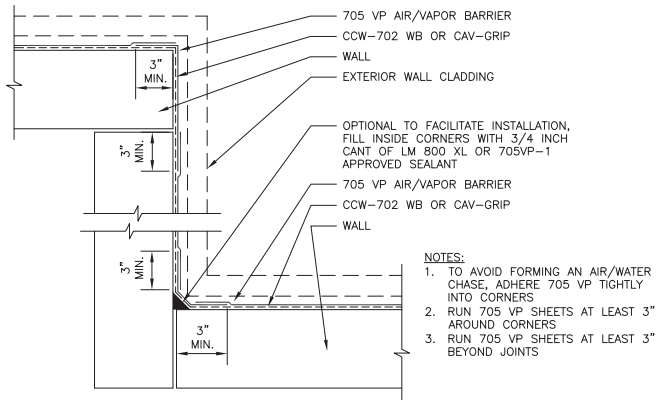 705 VP AIR/VAPOR BARRIER
CCW-702 WB OR CAV-GRIP
WALL
EXTERIOR WALL CLADDING
3"
MIN.
3"
MIN.
OPTIONAL TO FACILITATE INSTALLATION,
FILL INSIDE CORNERS WITH 3/4 INCH
CANT OF LM 800 XL OR 705VP-1
APPROVED SEALANT
705 VP AIR/VAPOR BARRIER
CCW-702 WB OR CAV-GRIP
WALL
3"
MIN.
3"
MIN.
NOTES:
1. TO AVOID FORMING AN AIR/WATER
CHASE, ADHERE 705 VP TIGHTLY
INTO CORNERS
2. RUN 705 VP SHEETS AT LEAST 3"
AROUND CORNERS
3. RUN 705 VP SHEETS AT LEAST 3"
BEYOND JOINTS